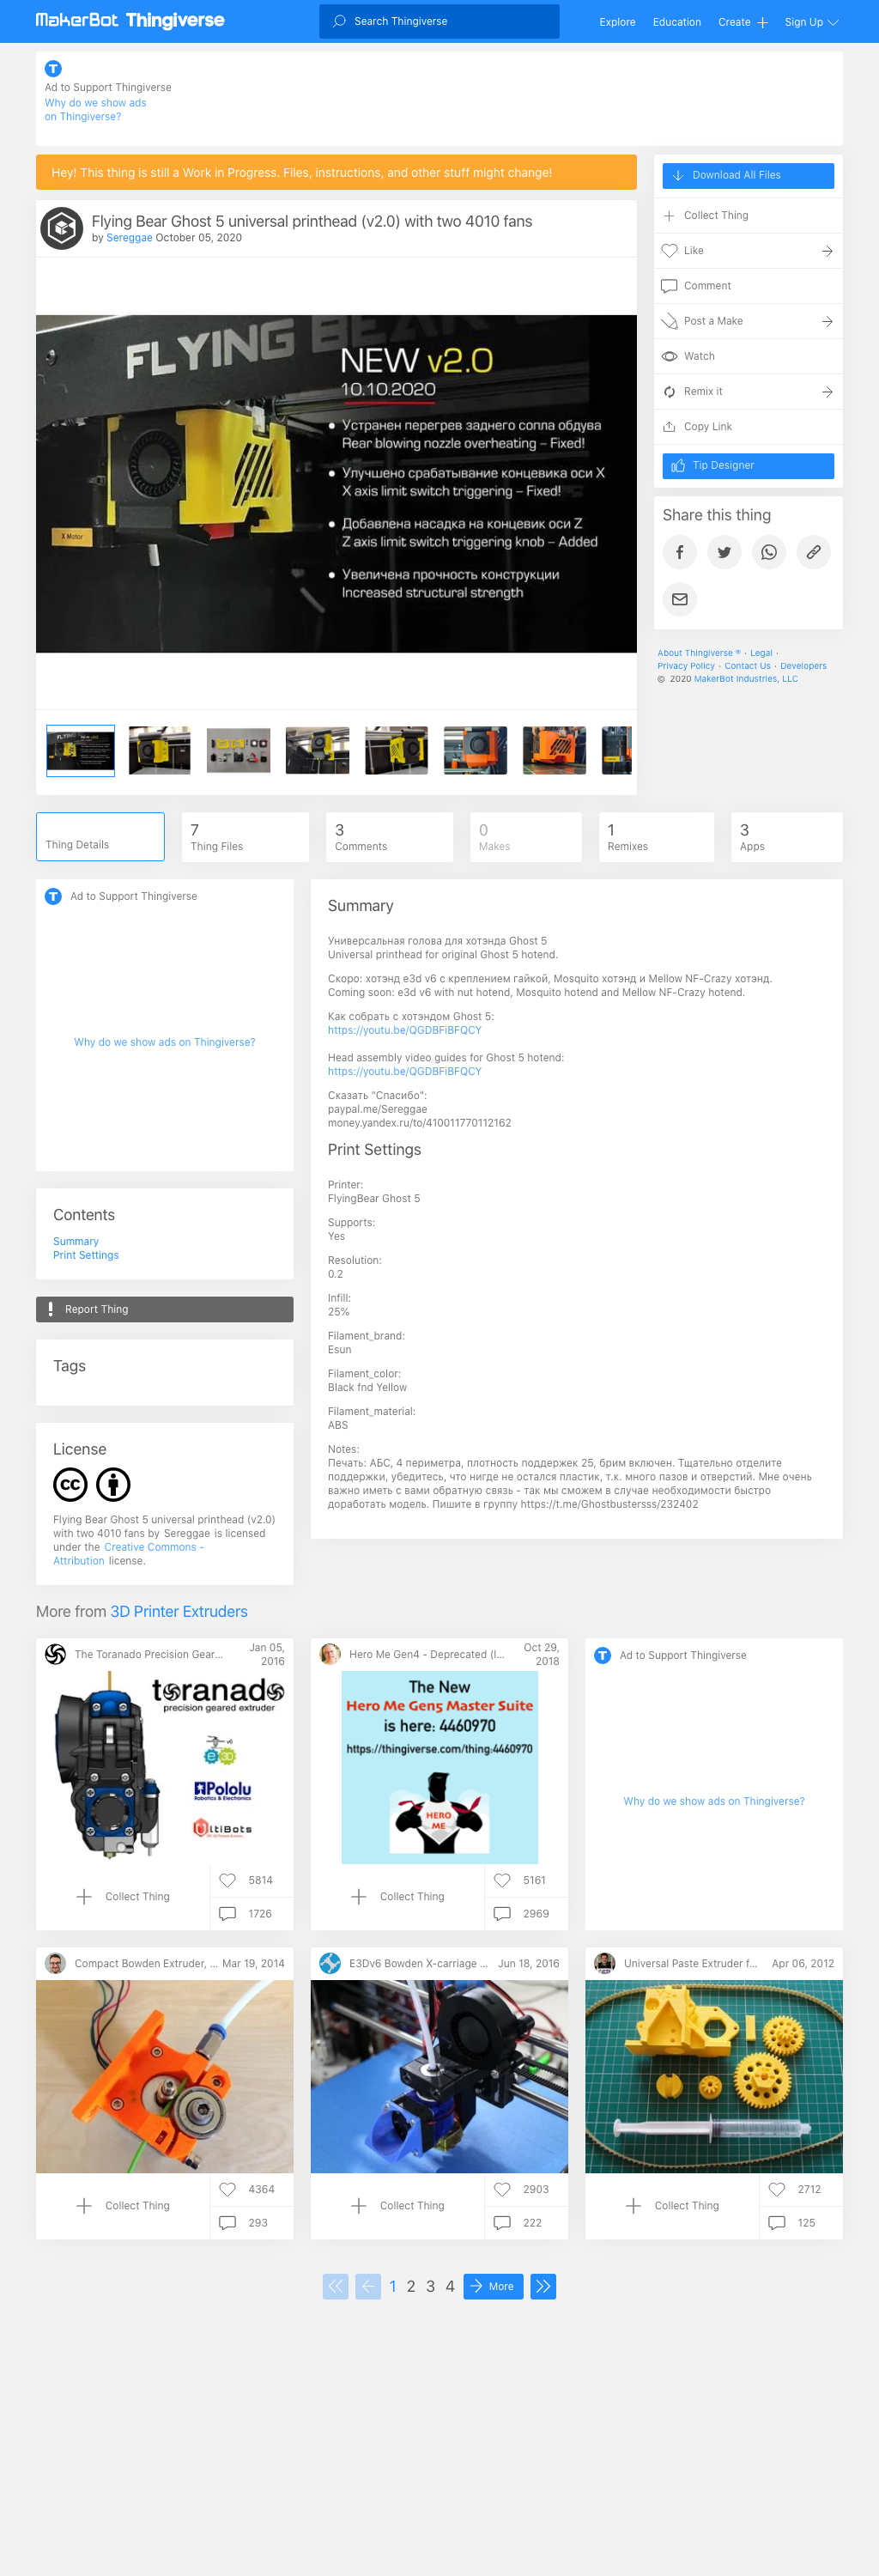 MakerBot Thingiverse
Search Thingiverse
Explore
Education
Create
Sign Up
Ad to Support Thingiverse
Why do we show ads
on Thingiverse?
Hey! This thing is still a Work in Progress. Files, instructions, and other stuff might change!
Flying Bear Ghost 5 universal printhead (v2.0) with two 4010 fans
by Sereggae October 05, 2020
FLYING BEAR
NEW v2.0
10.10.2020
• Устранен перегрев заднего сопла обдува
Rear blowing nozzle overheating – Fixed!
• Улучшено срабатывание концевика оси X
X axis limit switch triggering – Fixed!
• Добавлена насадка на концевик оси Z
Z axis limit switch triggering knob – Added
• Увеличена прочность конструкции
Increased structural strength
X Motor
Download All Files
Collect Thing
Like
Comment
Post a Make
Watch
Remix it
Copy Link
Tip Designer
Share this thing
About Thingiverse ® · Legal ·
Privacy Policy · Contact Us · Developers
© 2020 MakerBot Industries, LLC
Thing Details
7
Thing Files
3
Comments
0
Makes
1
Remixes
3
Apps
Ad to Support Thingiverse
Why do we show ads on Thingiverse?
Contents
Summary
Print Settings
Report Thing
Tags
License
cc
Flying Bear Ghost 5 universal printhead (v2.0)
with two 4010 fans by Sereggae is licensed
under the Creative Commons -
Attribution license.
Summary
Универсальная голова для хотэнда Ghost 5
Universal printhead for original Ghost 5 hotend.
Скоро: хотэнд e3d v6 с креплением гайкой, Mosquito хотэнд и Mellow NF-Crazy хотэнд.
Coming soon: e3d v6 with nut hotend, Mosquito hotend and Mellow NF-Crazy hotend.
Как собрать с хотэндом Ghost 5:
https://youtu.be/QGDBFiBFQCY
Head assembly video guides for Ghost 5 hotend:
https://youtu.be/QGDBFiBFQCY
Сказать "Спасибо":
paypal.me/Sereggae
money.yandex.ru/to/410011770112162
Print Settings
Printer:
FlyingBear Ghost 5
Supports:
Yes
Resolution:
0.2
Infill:
25%
Filament_brand:
Esun
Filament_color:
Black fnd Yellow
Filament_material:
ABS
Notes:
Печать: АБС, 4 периметра, плотность поддержек 25, брим включен. Тщательно отделите
поддержки, убедитесь, что нигде не остался пластик, т.к. много пазов и отверстий. Мне очень
важно иметь с вами обратную связь - так мы сможем в случае необходимости быстро
доработать модель. Пишите в группу https://t.me/Ghostbustersss/232402
More from 3D Printer Extruders
The Toranado Precision Gear...
Jan 05,
2016
toranado
precision geared extruder
v6
e3D
Pololu
Robotics & Electronics
UltiBots
Collect Thing
5814
1726
Hero Me Gen4 - Deprecated (I...
Oct 29,
2018
The New
Hero Me Gen5 Master Suite
is here: 4460970
https://thingiverse.com/thing:4460970
HERO
ME
Collect Thing
5161
2969
Ad to Support Thingiverse
Why do we show ads on Thingiverse?
Compact Bowden Extruder, ...
Mar 19, 2014
Collect Thing
4364
293
E3Dv6 Bowden X-carriage ...
Jun 18, 2016
Collect Thing
2903
222
Universal Paste Extruder f...
Apr 06, 2012
Collect Thing
2712
125
1 2 3 4
More